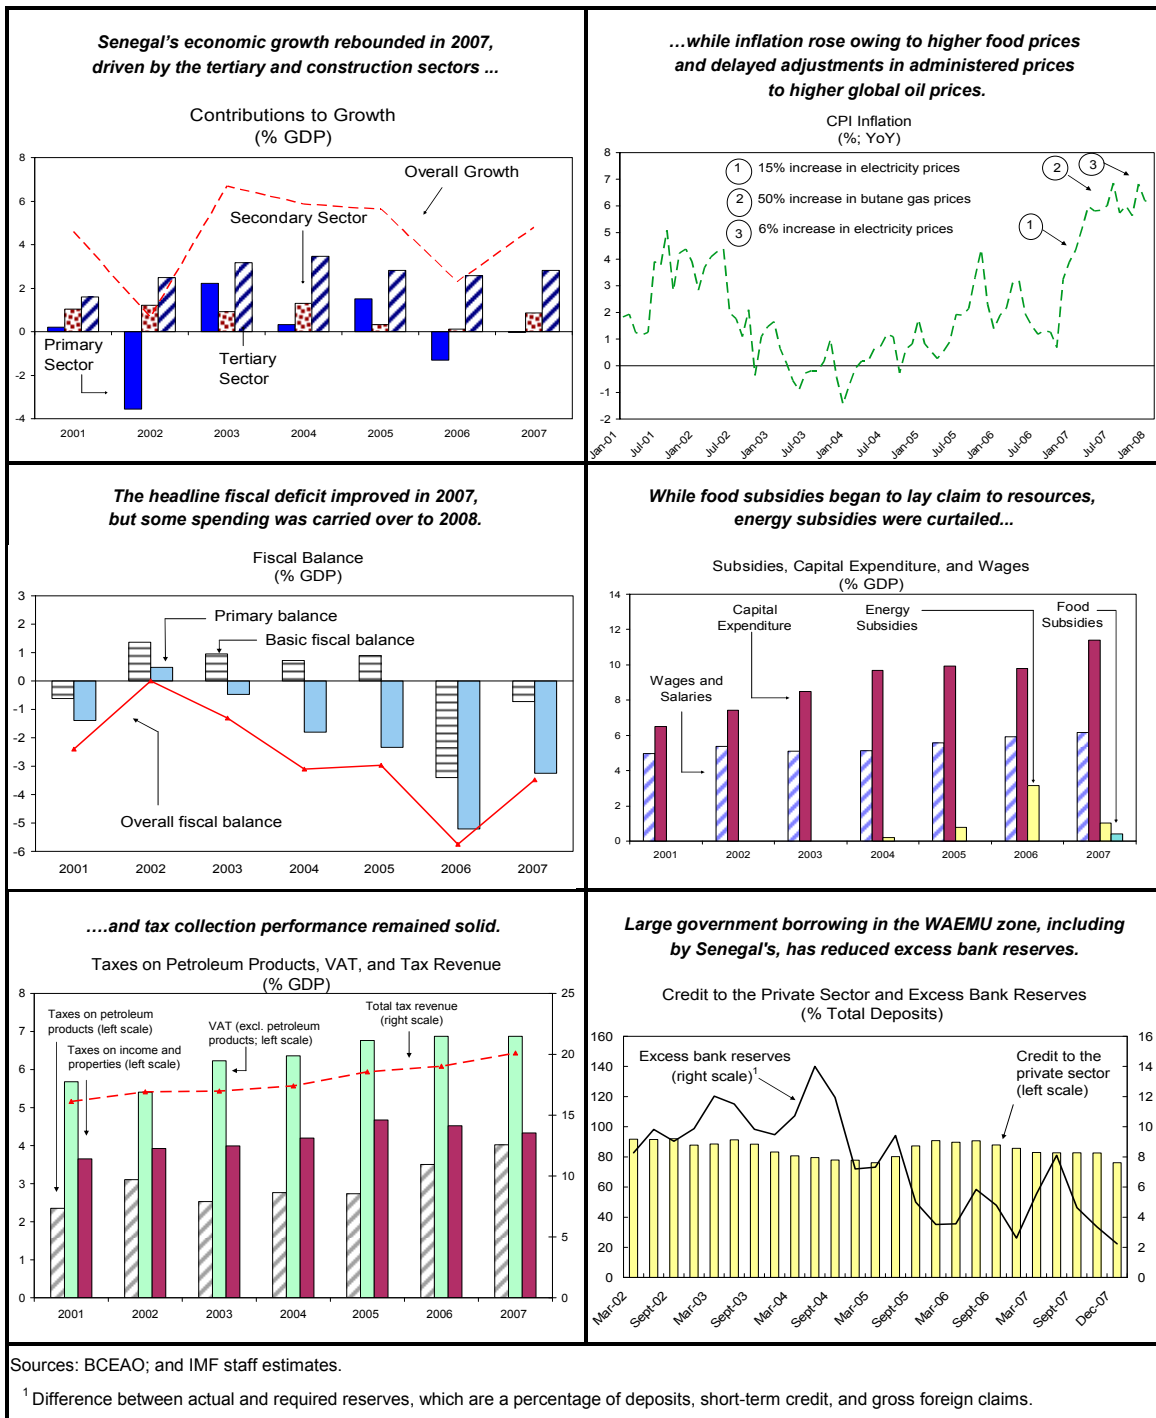 Senegal's economic growth rebounded in 2007,
driven by the tertiary and construction sectors ...
Contributions to Growth
(% GDP)
8
6
4
2
0
-2
-4
Overall Growth
Secondary Sector
Primary
Sector
Tertiary
Sector
2001 2002 2003 2004 2005 2006 2007
…while inflation rose owing to higher food prices
and delayed adjustments in administered prices
to higher global oil prices.
CPI Inflation
(%; YoY)
8
7
6
5
4
3
2
1
0
-1
-2
1 15% increase in electricity prices
2 50% increase in butane gas prices
3 6% increase in electricity prices
1
2
3
Jan-01 Jul-01 Jan-02 Jul-02 Jan-03 Jul-03 Jan-04 Jul-04 Jan-05 Jul-05 Jan-06 Jul-06 Jan-07 Jul-07 Jan-08
The headline fiscal deficit improved in 2007,
but some spending was carried over to 2008.
Fiscal Balance
(% GDP)
3
2
1
0
-1
-2
-3
-4
-5
-6
Primary balance
Basic fiscal balance
Overall fiscal balance
2001 2002 2003 2004 2005 2006 2007
While food subsidies began to lay claim to resources,
energy subsidies were curtailed...
Subsidies, Capital Expenditure, and Wages
(% GDP)
14
12
10
8
6
4
2
0
Capital
Expenditure
Energy
Subsidies
Food
Subsidies
Wages and
Salaries
2001 2002 2003 2004 2005 2006 2007
….and tax collection performance remained solid.
Taxes on Petroleum Products, VAT, and Tax Revenue
(% GDP)
8
7
6
5
4
3
2
1
0
25
20
15
10
5
0
Taxes on petroleum
products (left scale)
Taxes on income and
properties (left scale)
VAT (excl. petroleum
products; left scale)
Total tax revenue
(right scale)
2001 2002 2003 2004 2005 2006 2007
Large government borrowing in the WAEMU zone, including
by Senegal's, has reduced excess bank reserves.
Credit to the Private Sector and Excess Bank Reserves
(% Total Deposits)
160
140
120
100
80
60
40
20
0
16
14
12
10
8
6
4
2
0
Excess bank reserves
(right scale)1
Credit to the
private sector
(left scale)
Mar-02 Sept-02 Mar-03 Sept-03 Mar-04 Sept-04 Mar-05 Sept-05 Mar-06 Sept-06 Mar-07 Sept-07 Dec-07
Sources: BCEAO; and IMF staff estimates.
1 Difference between actual and required reserves, which are a percentage of deposits, short-term credit, and gross foreign claims.